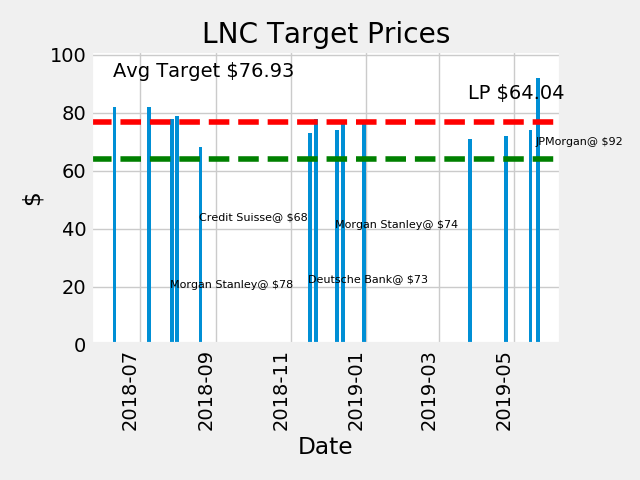 LNC Target Prices
100
Avg Target $76.93
LP $64.04
80
JPMorgan@ $92
60
$
Credit Suisse@ $68
Morgan Stanley@ $74
40
Deutsche Bank@ $73
Morgan Stanley@ $78
20
0
2018-07
2018-09
2018-11
2019-01
2019-03
2019-05
Date